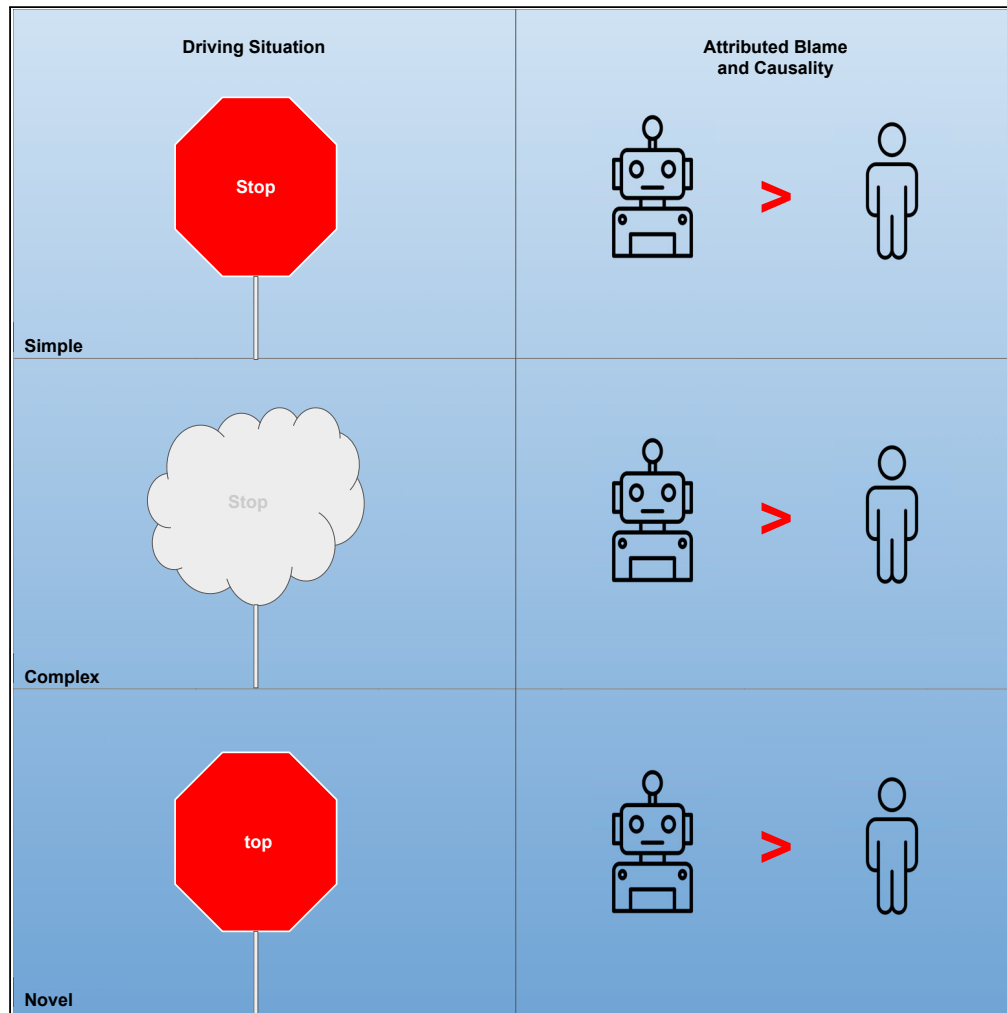 Driving Situation
Attributed Blame
and Causality
Stop
>
Simple
Stop
>
Complex
top
>
Novel